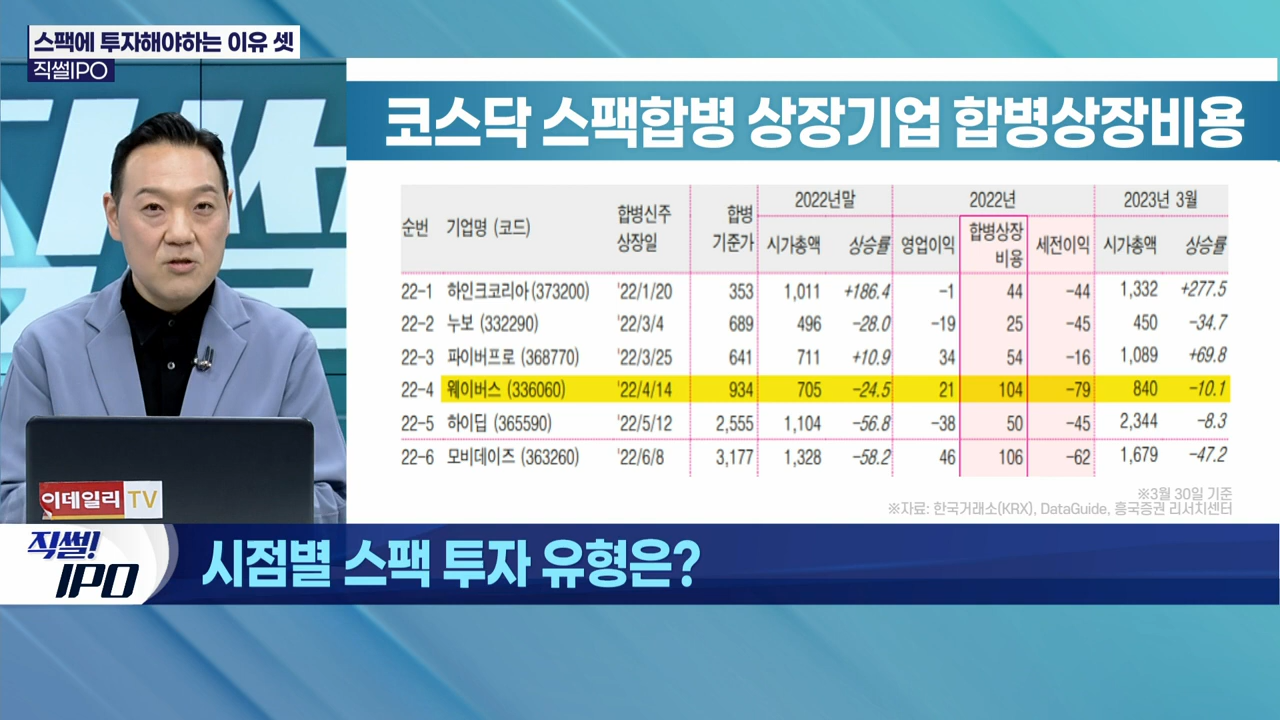 스팩에 투자해야하는 이유 셋
직썰IPO
코스닥 스팩합병 상장기업 합병상장비용
순번 기업명 (코드) 합병신주 상장일 합병 기준가 2022년말 2022년 2023년 3월
시가총액 상승률 영업이익 합병상장 비용 세전이익 시가총액 상승률
22-1 하인크코리아 (373200) '22/1/20 353 1,011 +186.4 -1 44 -44 1,332 +277.5
22-2 누보 (332290) '22/3/4 689 496 -28.0 -19 25 -45 450 -34.7
22-3 파이버프로 (368770) '22/3/25 641 711 +10.9 34 54 -16 1,089 +69.8
22-4 웨이버스 (336060) '22/4/14 934 705 -24.5 21 104 -79 840 -10.1
22-5 하이딥 (365590) '22/5/12 2,555 1,104 -56.8 -38 50 -45 2,344 -8.3
22-6 모비데이즈 (363260) '22/6/8 3,177 1,328 -58.2 46 106 -62 1,679 -47.2
※3월 30일 기준
※자료: 한국거래소(KRX), DataGuide, 흥국증권 리서치센터
이데일리 TV
직썰!
IPO
시점별 스팩 투자 유형은?